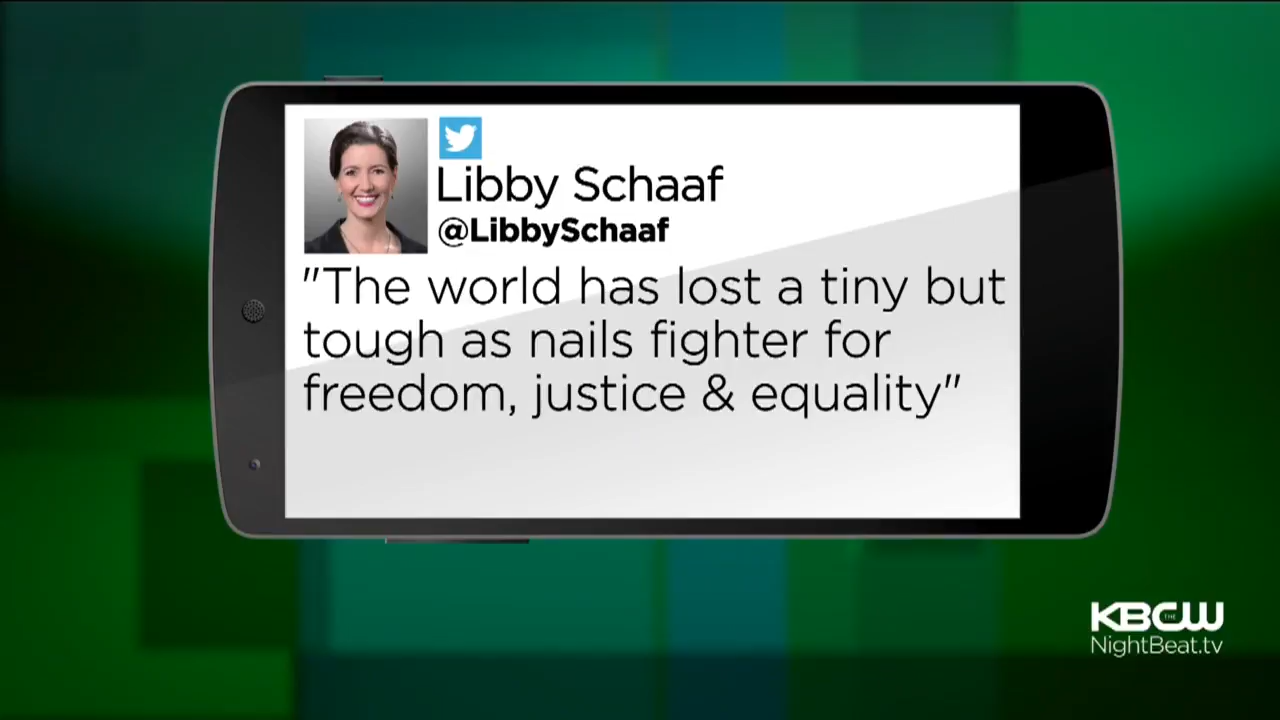 Libby Schaaf
@LibbySchaaf
"The world has lost a tiny but
tough as nails fighter for
freedom, justice & equality"
KBCW
THE
NightBeat.tv